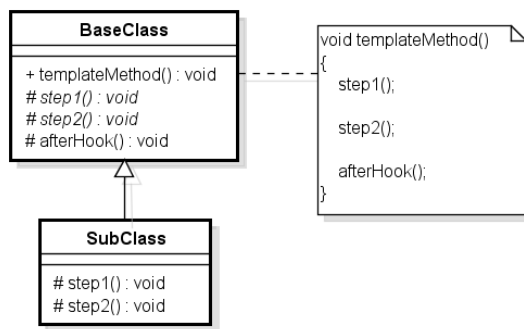 BaseClass
+ templateMethod() : void
# step1() : void
# step2() : void
# afterHook() : void
void templateMethod()
{
step1();
step2();
afterHook();
}
SubClass
# step1() : void
# step2() : void